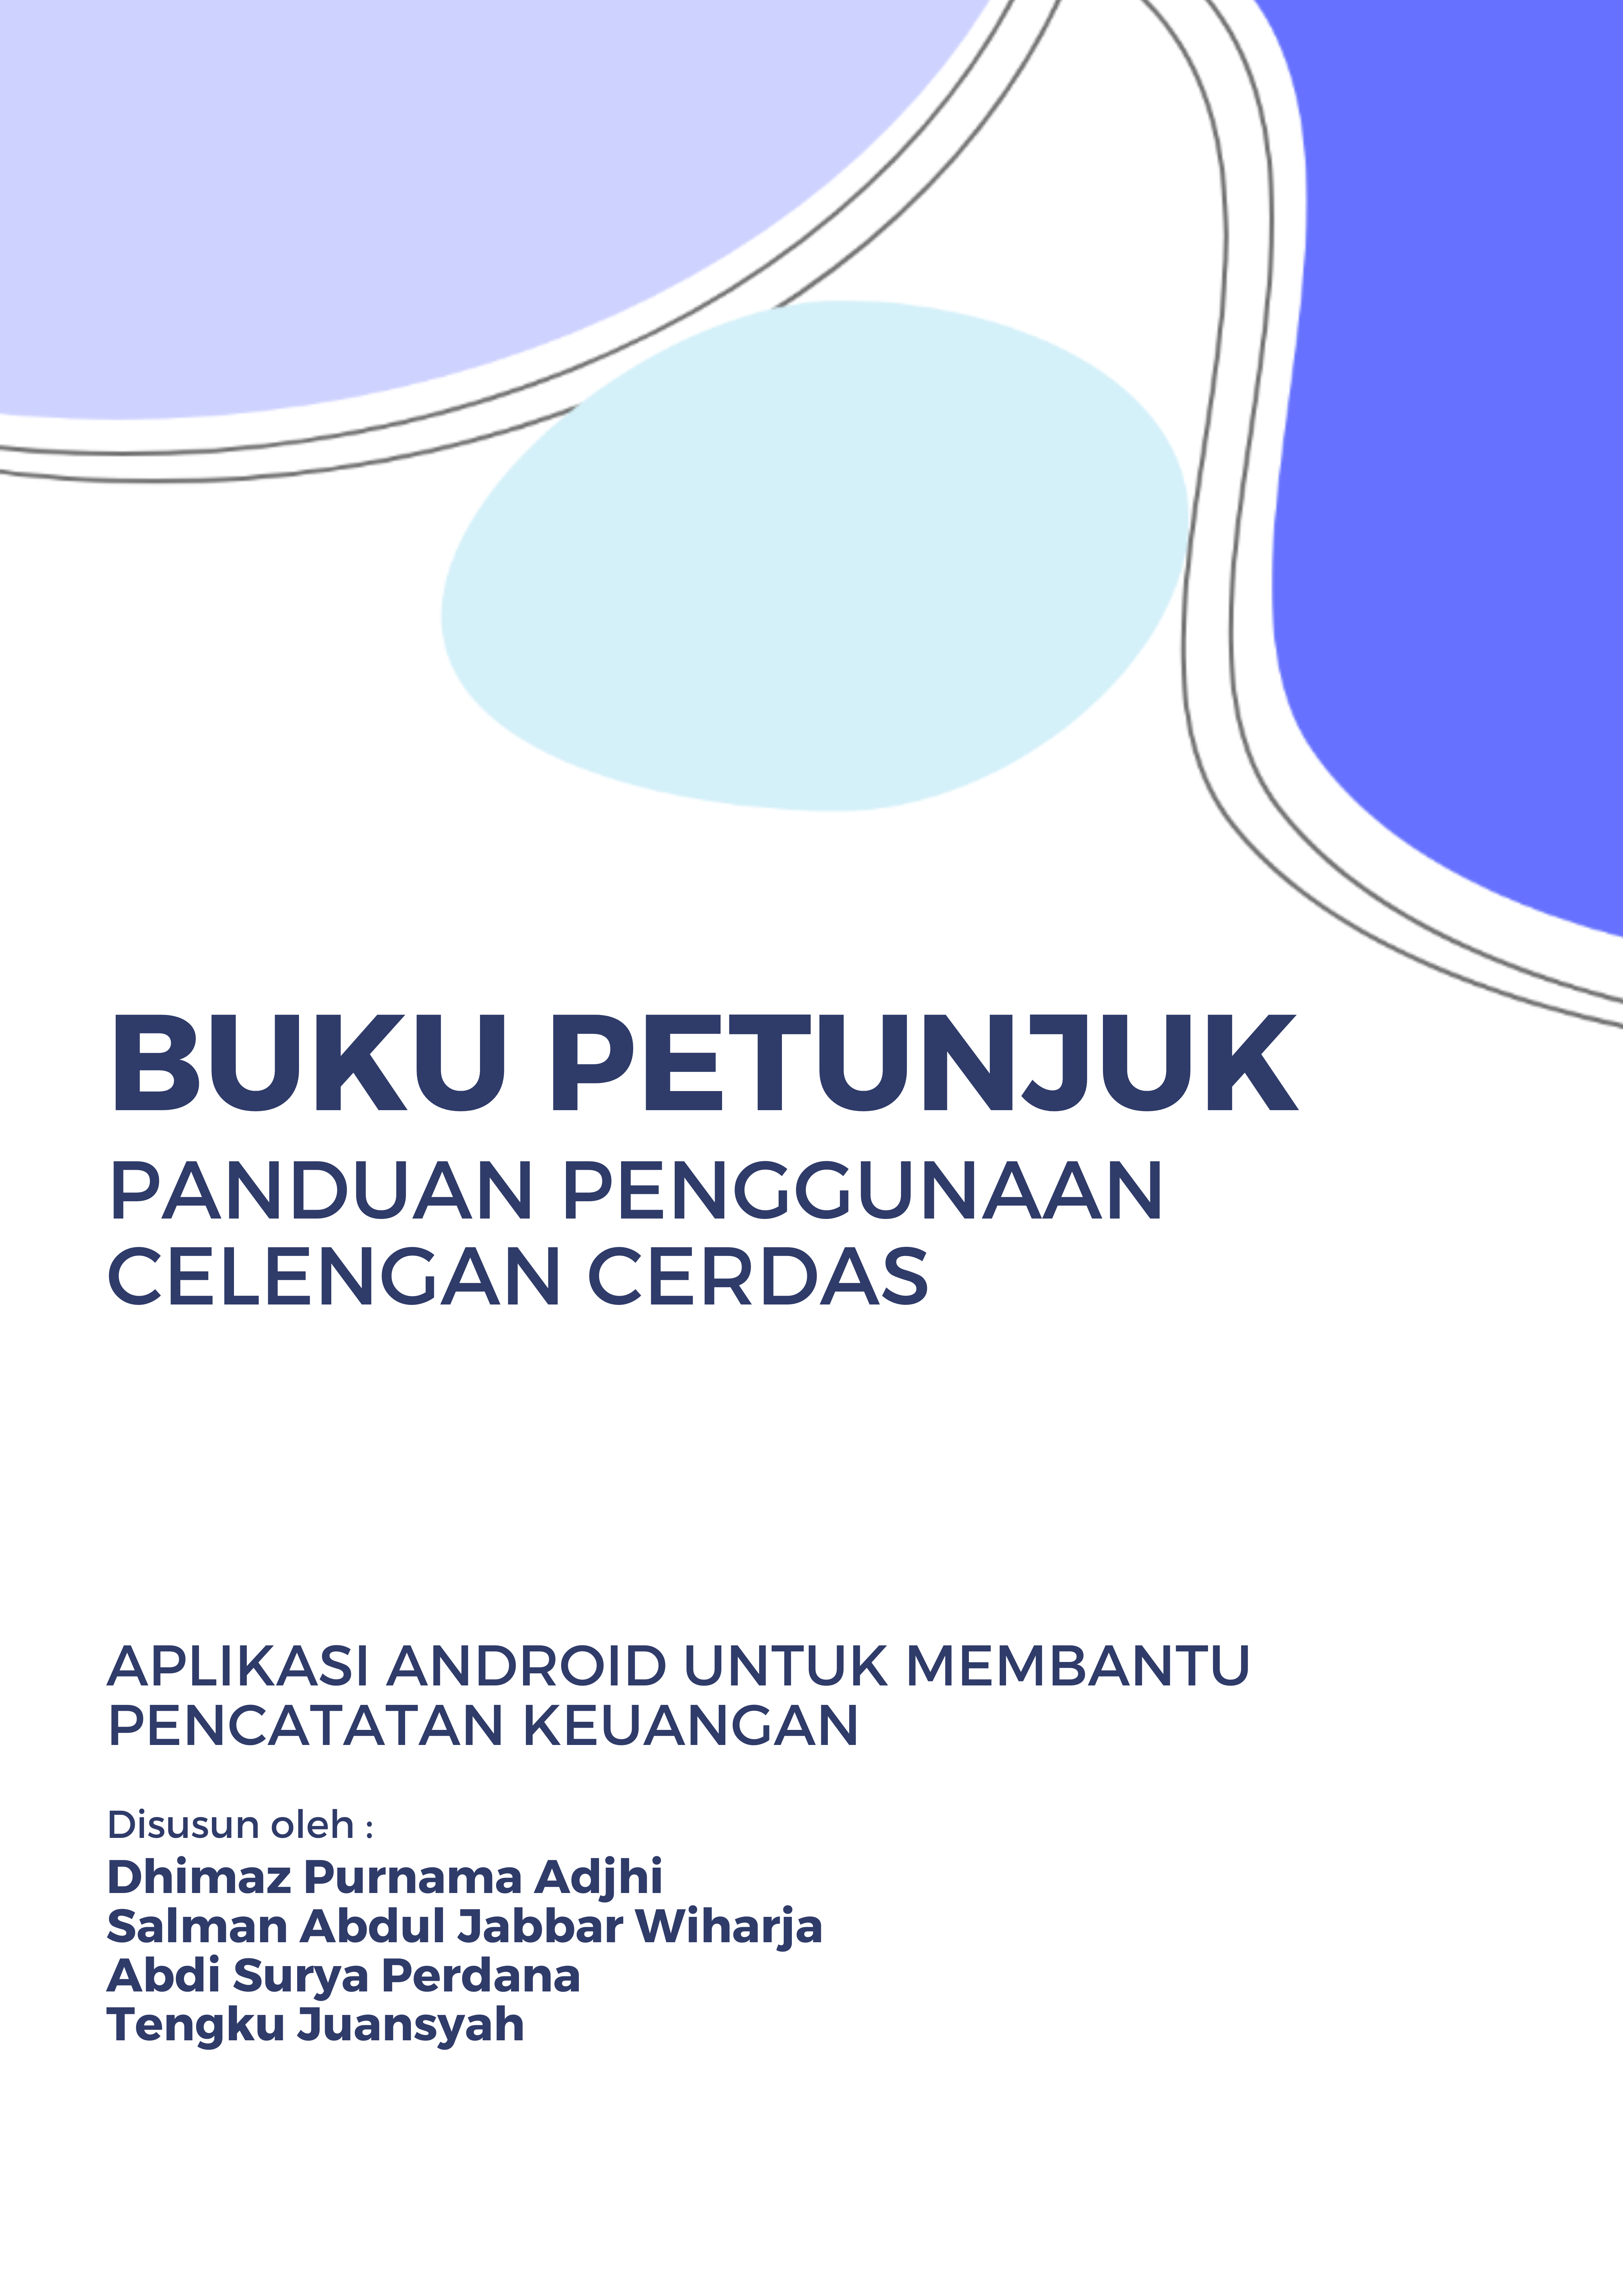 BUKU PETUNJUK
PANDUAN PENGGUNAAN
CELENGAN CERDAS
APLIKASI ANDROID UNTUK MEMBANTU
PENCATATAN KEUANGAN
Disusun oleh :
Dhimaz Purnama Adjhi
Salman Abdul Jabbar Wiharja
Abdi Surya Perdana
Tengku Juansyah